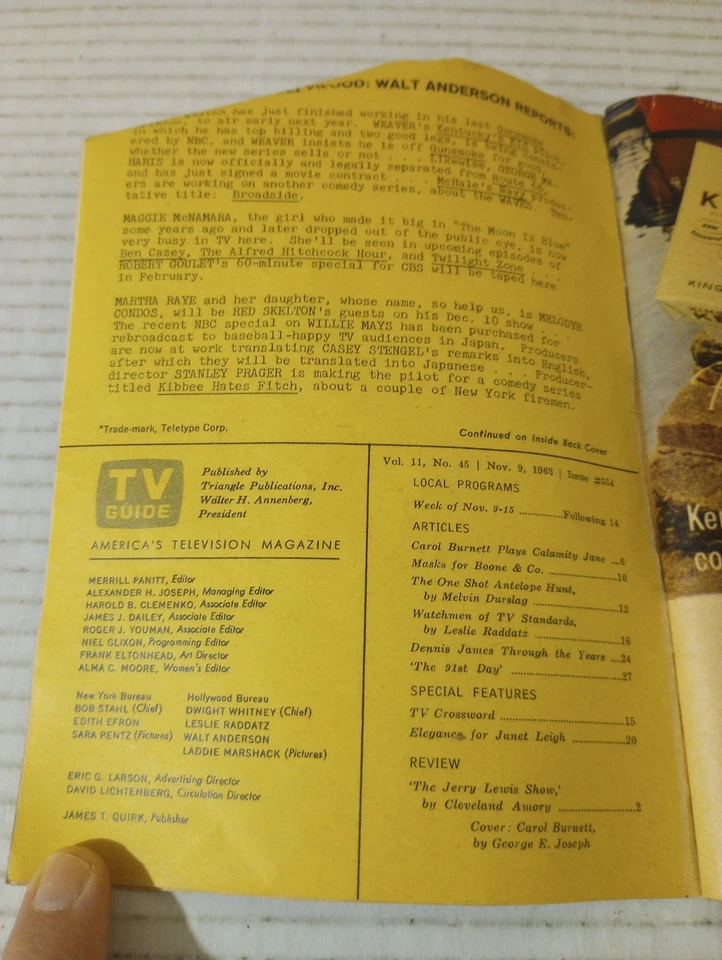 WALT ANDERSON REPORTS:
has just finished working in his last Gunsmoke
to air early next year. WEAVER's Kentucky
in which he has top billing and two good legs, is being
ered by NBC, and WEAVER insists he is off Gunsmoke for good,
whether the new series sells or not . . . Likewise, GEORGE MA-
HARIS is now officially and legally separated from Route 66,
and has just signed a movie contract . . . McHale's Navy produc-
ers are working on another comedy series, about the WAVES. Ten-
tative title: Broadside.
MAGGIE McNAMARA, the girl who made it big in "The Moon Is Blue"
some years ago and later dropped out of the public eye, is now
very busy in TV here. She'll be seen in upcoming episodes of
Ben Casey, The Alfred Hitchcock Hour, and Twilight Zone . . .
ROBERT GOULET's 60-minute special for CBS will be taped here
in February.
MARTHA RAYE and her daughter, whose name, so help us, is MELODYE
CONDOS, will be RED SKELTON's guests on his Dec. 10 show . . .
The recent NBC special on WILLIE MAYS has been purchased for
rebroadcast to baseball-happy TV audiences in Japan. Producers
are now at work translating CASEY STENGEL's remarks into English,
after which they will be translated into Japanese . . . Producer-
director STANLEY PRAGER is making the pilot for a comedy series
titled Kibbee Hates Fitch, about a couple of New York firemen.
*Trade-mark, Teletype Corp.
Continued on Inside Back Cover
TV
GUIDE
Published by
Triangle Publications, Inc.
Walter H. Annenberg,
President
AMERICA'S TELEVISION MAGAZINE
MERRILL PANITT, Editor
ALEXANDER H. JOSEPH, Managing Editor
HAROLD B. CLEMENKO, Associate Editor
JAMES J. DAILEY, Associate Editor
ROGER J. YOUMAN, Associate Editor
NIEL GLIXON, Programming Editor
FRANK ELTONHEAD, Art Director
ALMA C. MOORE, Women's Editor
New York Bureau
BOB STAHL (Chief)
EDITH EFRON
SARA PENTZ (Pictures)
Hollywood Bureau
DWIGHT WHITNEY (Chief)
LESLIE RADDATZ
WALT ANDERSON
LADDIE MARSHACK (Pictures)
ERIC G. LARSON, Advertising Director
DAVID LICHTENBERG, Circulation Director
JAMES T. QUIRK, Publisher
Vol. 11, No. 45 | Nov. 9, 1963 | Issue #554
LOCAL PROGRAMS
Week of Nov. 9-15 ..............Following 14
ARTICLES
Carol Burnett Plays Calamity Jane ...6
Masks for Boone & Co. ..................10
The One Shot Antelope Hunt,
by Melvin Durslag ......................12
Watchmen of TV Standards,
by Leslie Raddatz ......................16
Dennis James Through the Years ...24
'The 91st Day' .............................27
SPECIAL FEATURES
TV Crossword ...............................15
Elegance for Janet Leigh ...............20
REVIEW
'The Jerry Lewis Show,'
by Cleveland Amory ....................2
Cover: Carol Burnett,
by George E. Joseph
K
KING
Ke
co